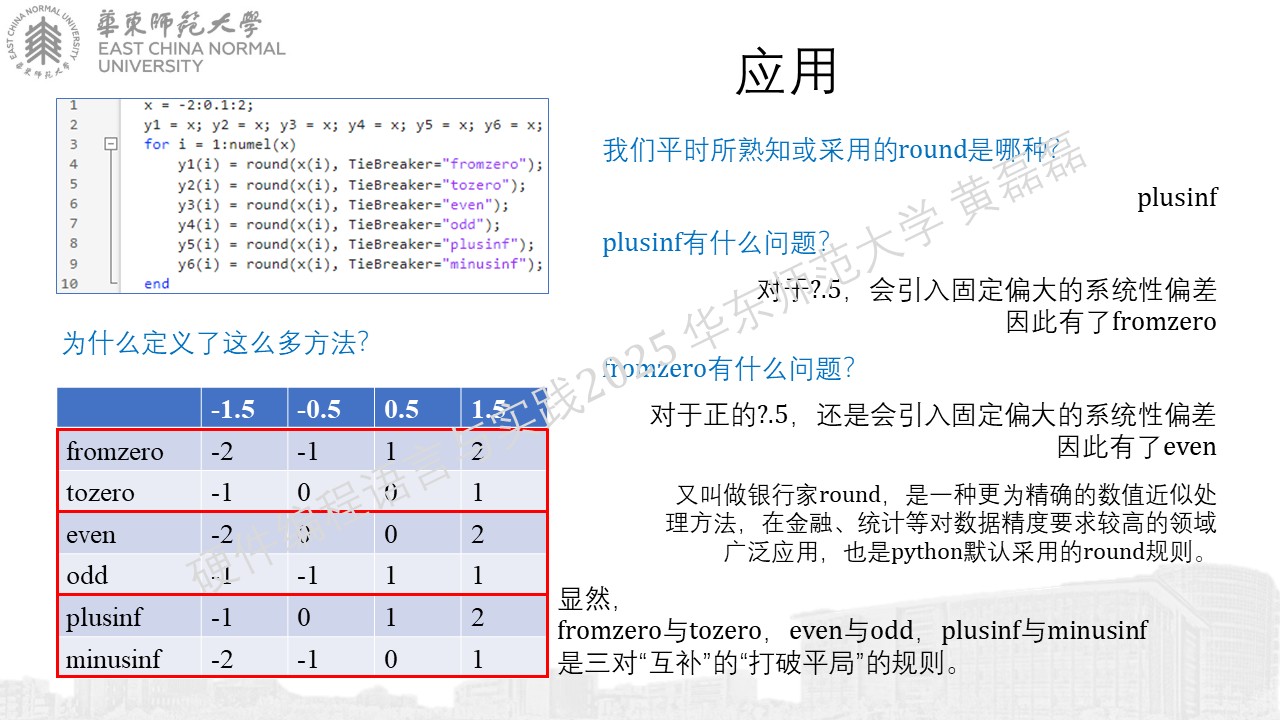 華東師範大學
EAST CHINA NORMAL
UNIVERSITY
EAST CHINA NORMAL UNIVERSITY
華東师范大学
应用
1 x = -2:0.1:2;
2 y1 = x; y2 = x; y3 = x; y4 = x; y5 = x; y6 = x;
3 for i = 1:numel(x)
4 y1(i) = round(x(i), TieBreaker="fromzero");
5 y2(i) = round(x(i), TieBreaker="tozero");
6 y3(i) = round(x(i), TieBreaker="even");
7 y4(i) = round(x(i), TieBreaker="odd");
8 y5(i) = round(x(i), TieBreaker="plusinf");
9 y6(i) = round(x(i), TieBreaker="minusinf");
10 end
为什么定义了这么多方法？
-1.5 -0.5 0.5 1.5
fromzero -2 -1 1 2
tozero -1 0 0 1
even -2 0 0 2
odd -1 -1 1 1
plusinf -1 0 1 2
minusinf -2 -1 0 1
我们平时所熟知或采用的round是哪种？
plusinf
plusinf有什么问题？
对于?.5，会引入固定偏大的系统性偏差
因此有了fromzero
fromzero有什么问题？
对于正的?.5，还是会引入固定偏大的系统性偏差
因此有了even
又叫做银行家round，是一种更为精确的数值近似处
理方法，在金融、统计等对数据精度要求较高的领域
广泛应用，也是python默认采用的round规则。
显然，
fromzero与tozero，even与odd，plusinf与minusinf
是三对“互补”的“打破平局”的规则。
硬件编程语言与实践2025 华东师范大学 黄磊磊